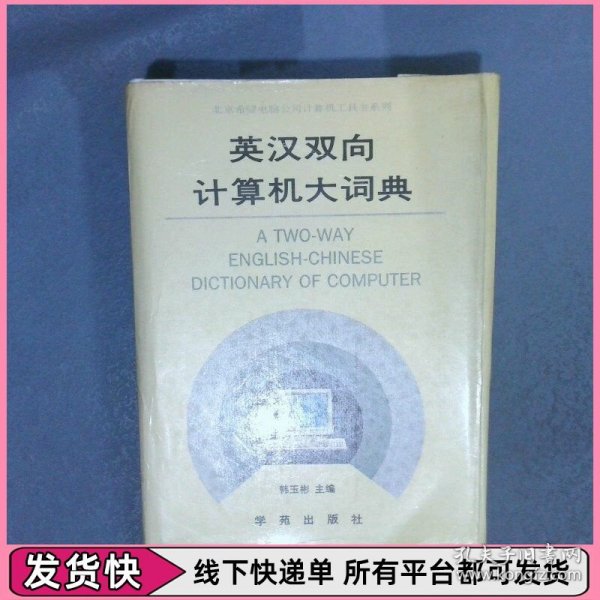 北京希望电脑公司计算机工具书系列
英汉双向
计算机大词典
A TWO-WAY
ENGLISH-CHINESE
DICTIONARY OF COMPUTER
韩玉彬 主编
学苑出版社
孔夫子旧书网
www.kongfz.com
发货快
线下快递单 所有平台都可发货